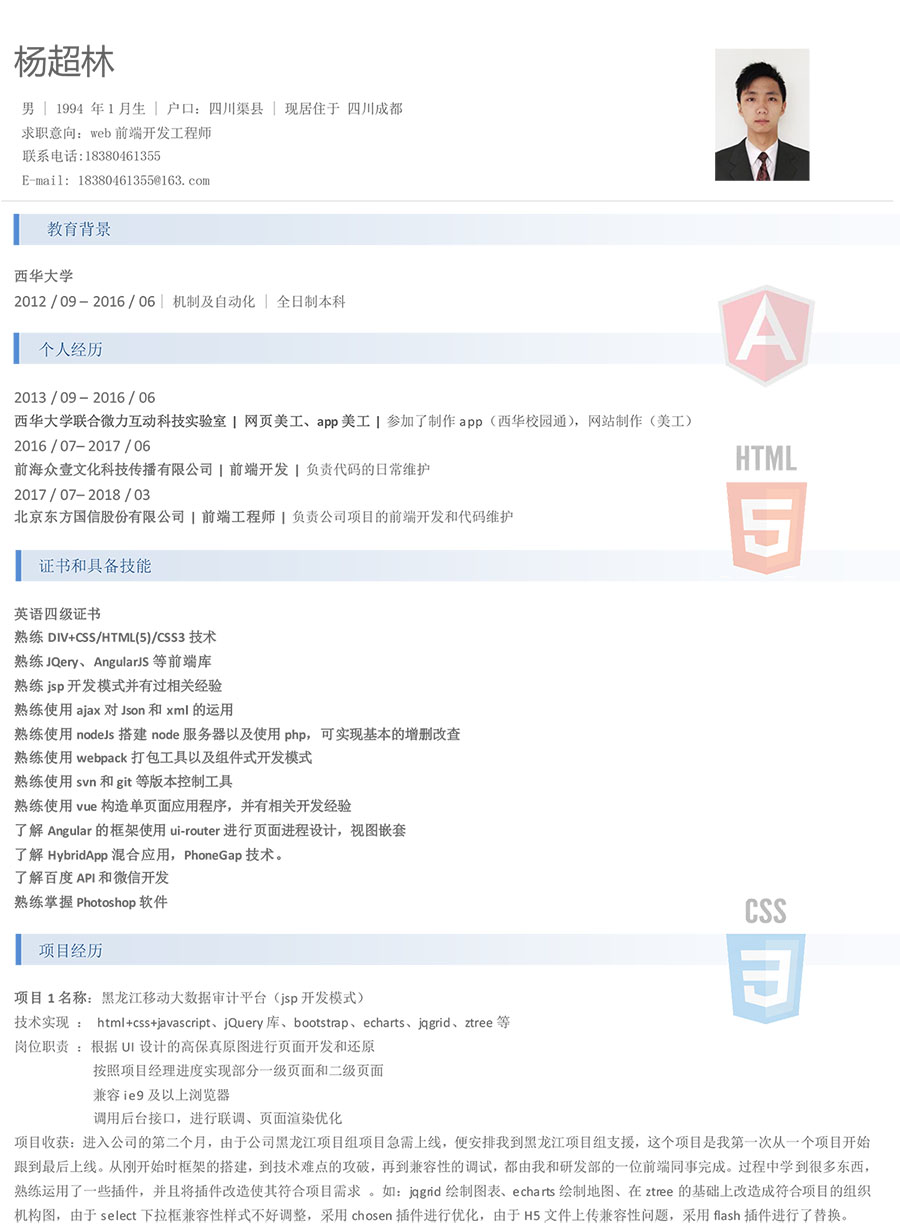 杨超林
男 | 1994 年1月生 | 户口：四川渠县 | 现居住于 四川成都
求职意向：web前端开发工程师
联系电话:18380461355
E-mail: 18380461355@163.com
教育背景
西华大学
2012 / 09 – 2016 / 06 | 机制及自动化 | 全日制本科
个人经历
2013 / 09 – 2016 / 06
西华大学联合微力互动科技实验室 | 网页美工、app 美工 | 参加了制作 app（西华校园通），网站制作（美工）
2016 / 07– 2017 / 06
前海众壹文化科技传播有限公司 | 前端开发 | 负责代码的日常维护
2017 / 07– 2018 / 03
北京东方国信股份有限公司 | 前端工程师 | 负责公司项目的前端开发和代码维护
A
HTML
5
证书和具备技能
英语四级证书
熟练 DIV+CSS/HTML(5)/CSS3 技术
熟练 JQery、AngularJS 等前端库
熟练 jsp 开发模式并有过相关经验
熟练使用 ajax 对 Json 和 xml 的运用
熟练使用 nodeJs 搭建 node 服务器以及使用 php，可实现基本的增删改查
熟练使用 webpack 打包工具以及组件式开发模式
熟练使用 svn 和 git 等版本控制工具
熟练使用 vue 构造单页面应用程序，并有相关开发经验
了解 Angular 的框架使用 ui-router 进行页面进程设计，视图嵌套
了解 HybridApp 混合应用，PhoneGap 技术。
了解百度 API 和微信开发
熟练掌握 Photoshop 软件
CSS
3
项目经历
项目 1 名称：黑龙江移动大数据审计平台（jsp 开发模式）
技术实现 ： html+css+javascript、jQuery 库、bootstrap、echarts、jqgrid、ztree 等
岗位职责 ：根据 UI 设计的高保真原图进行页面开发和还原
按照项目经理进度实现部分一级页面和二级页面
兼容 ie9 及以上浏览器
调用后台接口，进行联调、页面渲染优化
项目收获：进入公司的第二个月，由于公司黑龙江项目组项目急需上线，便安排我到黑龙江项目组支援，这个项目是我第一次从一个项目开始
跟到最后上线。从刚开始时框架的搭建，到技术难点的攻破，再到兼容性的调试，都由我和研发部的一位前端同事完成。过程中学到很多东西，
熟练运用了一些插件，并且将插件改造使其符合项目需求 。如：jqgrid 绘制图表、echarts 绘制地图、在 ztree 的基础上改造成符合项目的组织
机构图，由于 select 下拉框兼容性样式不好调整，采用 chosen 插件进行优化，由于 H5 文件上传兼容性问题，采用 flash 插件进行了替换。